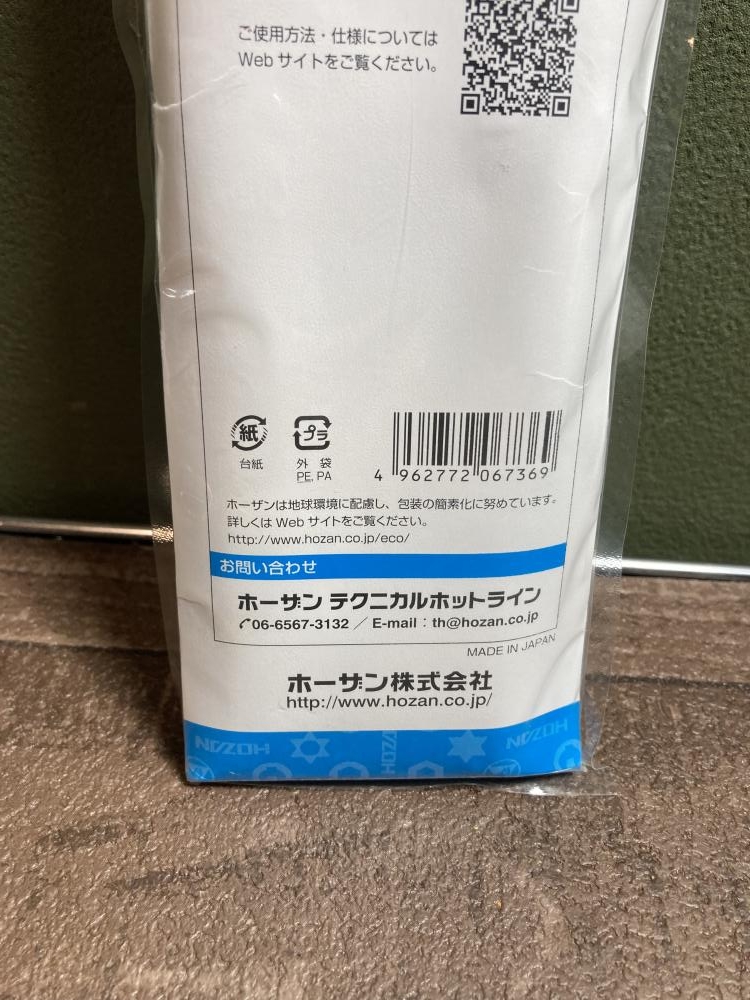 ご使用方法・仕様については
Webサイトをご覧ください。
紙
プラ
台紙
外 袋
PE, PA
4 962772 067369
ホーザンは地球環境に配慮し、包装の簡素化に努めています。
詳しくはWebサイトをご覧ください。
http://www.hozan.co.jp/eco/
お問い合わせ
ホーザン テクニカルホットライン
06-6567-3132 / E-mail : th@hozan.co.jp
MADE IN JAPAN
ホーザン株式会社
http://www.hozan.co.jp/
HOZAN
HOZAN
HOZAN